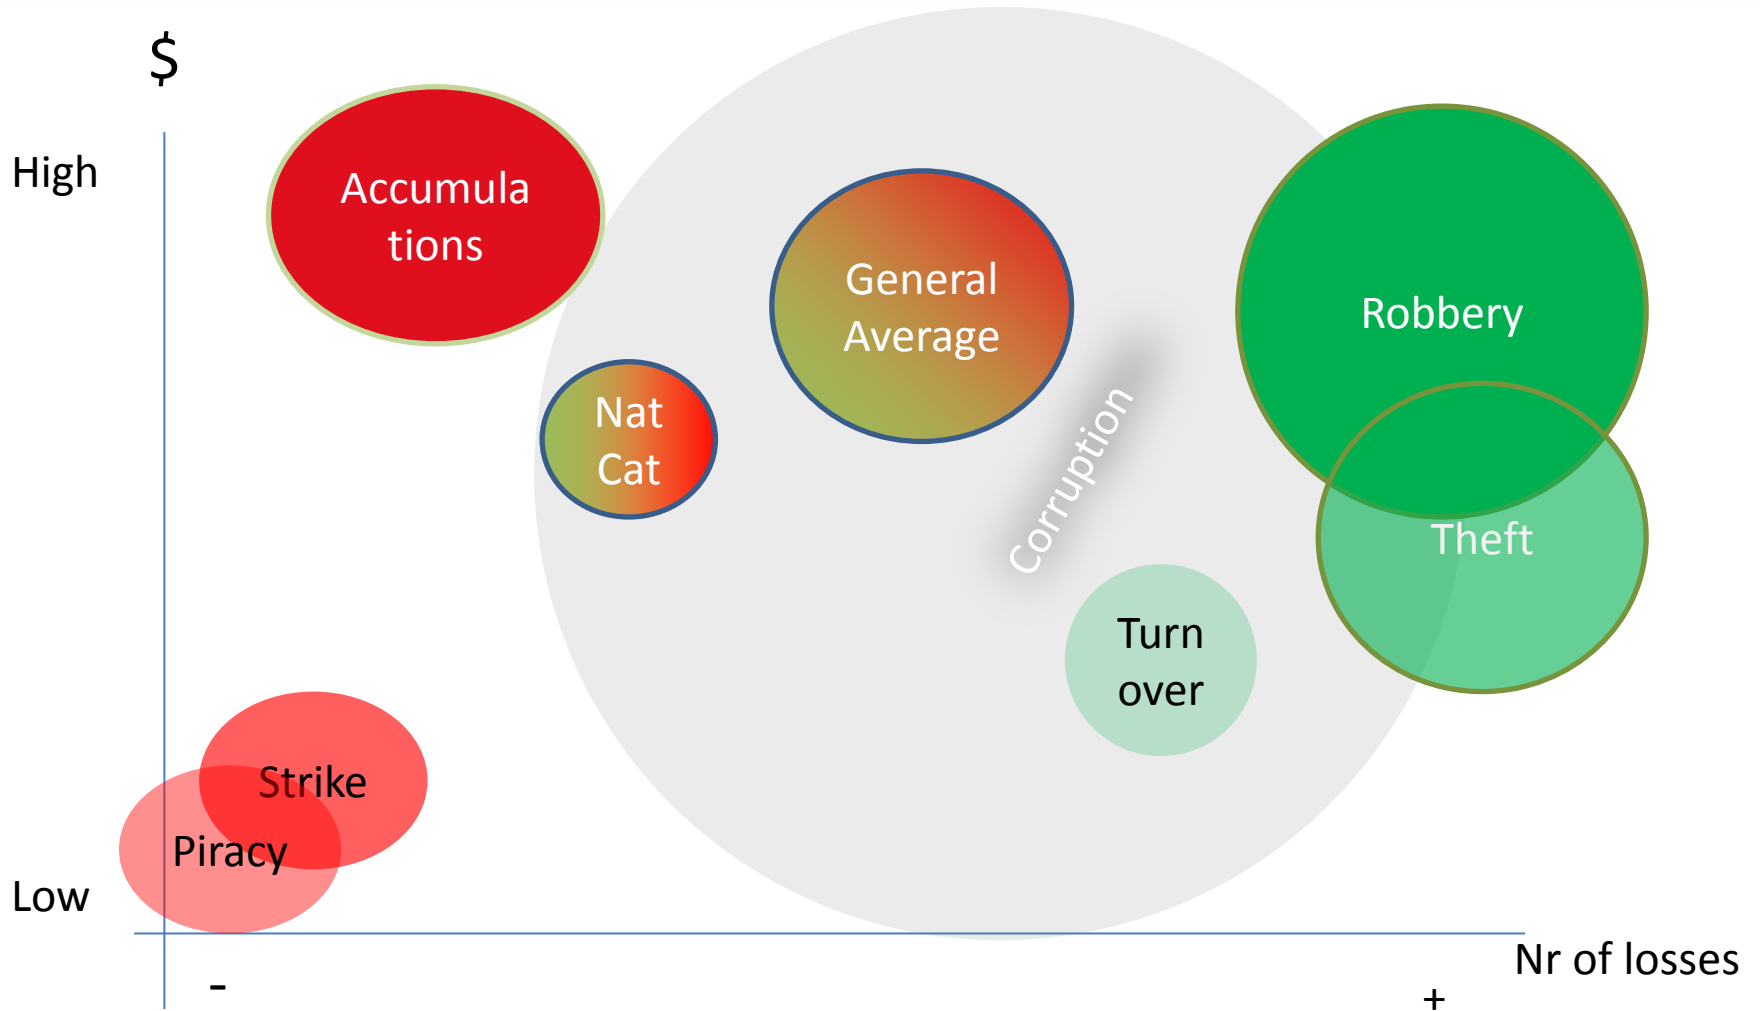 $
High
Accumula
tions
General
Average
Robbery
Nat
Cat
Corruption
Theft
Turn
over
Strike
Piracy
Low
Nr of losses
-
+